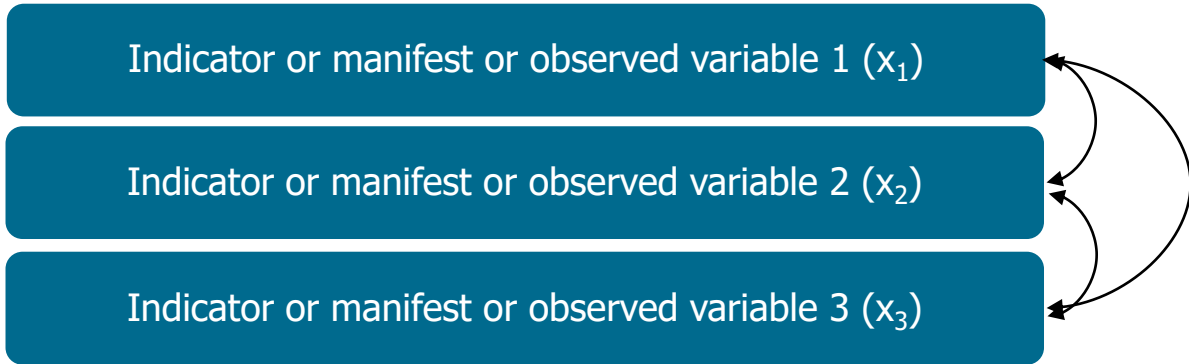 Indicator or manifest or observed variable 1 (x₁)
Indicator or manifest or observed variable 2 (x₂)
Indicator or manifest or observed variable 3 (x₃)